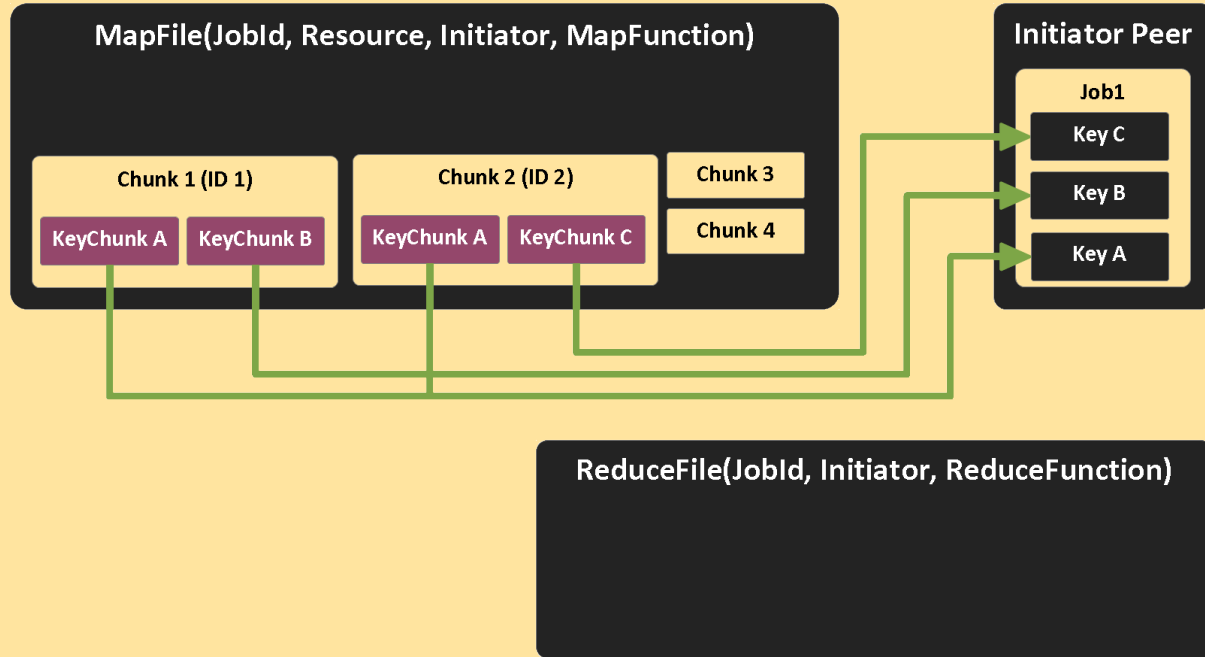 MapFile(JobId, Resource, Initiator, MapFunction)
Chunk 1 (ID 1)
KeyChunk A
KeyChunk B
Chunk 2 (ID 2)
KeyChunk A
KeyChunk C
Chunk 3
Chunk 4
Initiator Peer
Job1
Key C
Key B
Key A
ReduceFile(JobId, Initiator, ReduceFunction)